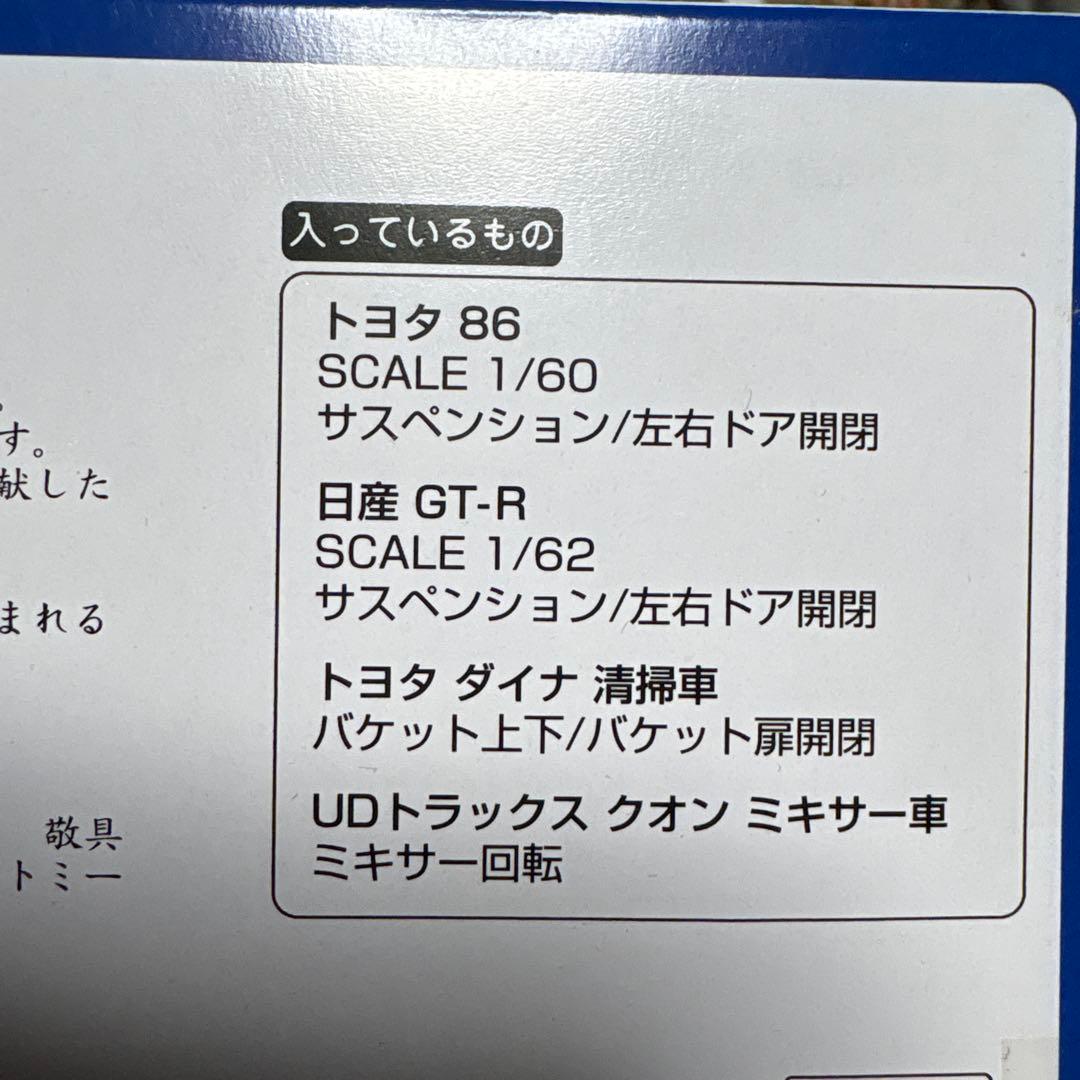 入っているもの
トヨタ 86
SCALE 1/60
サスペンション/左右ドア開閉
日産 GT-R
SCALE 1/62
サスペンション/左右ドア開閉
トヨタ ダイナ 清掃車
バケット上下/バケット扉開閉
UDトラックス クオン ミキサー車
ミキサー回転
。
す。
献した
まれる
敬具
トミー